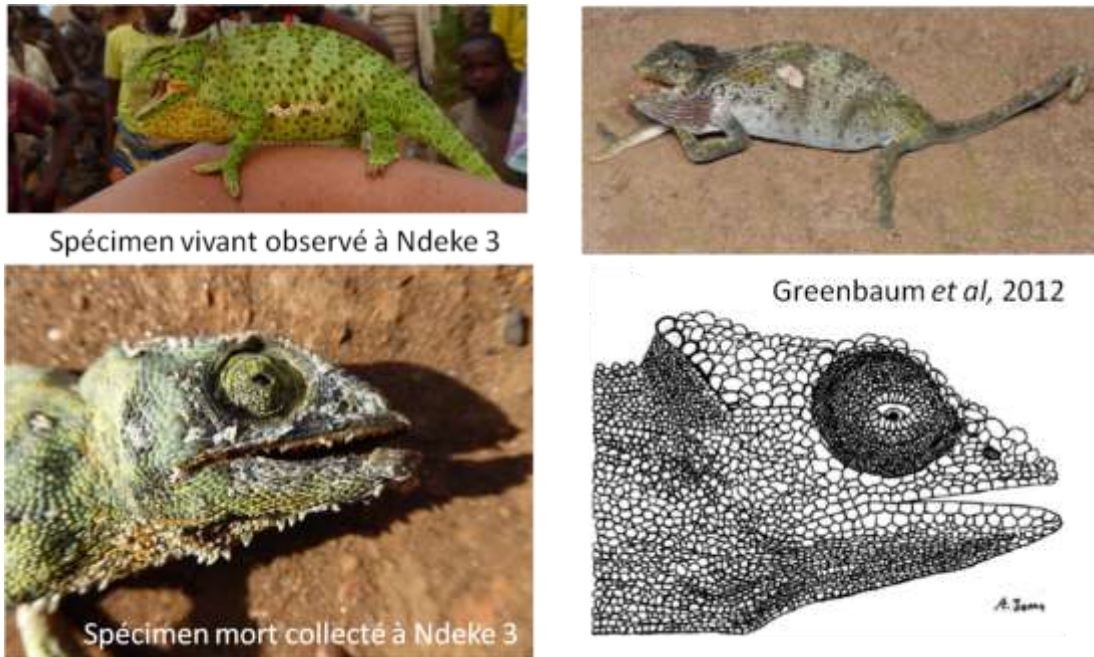 Spécimen vivant observé à Ndeke 3
Greenbaum et al, 2012
Spécimen mort collecté à Ndeke 3